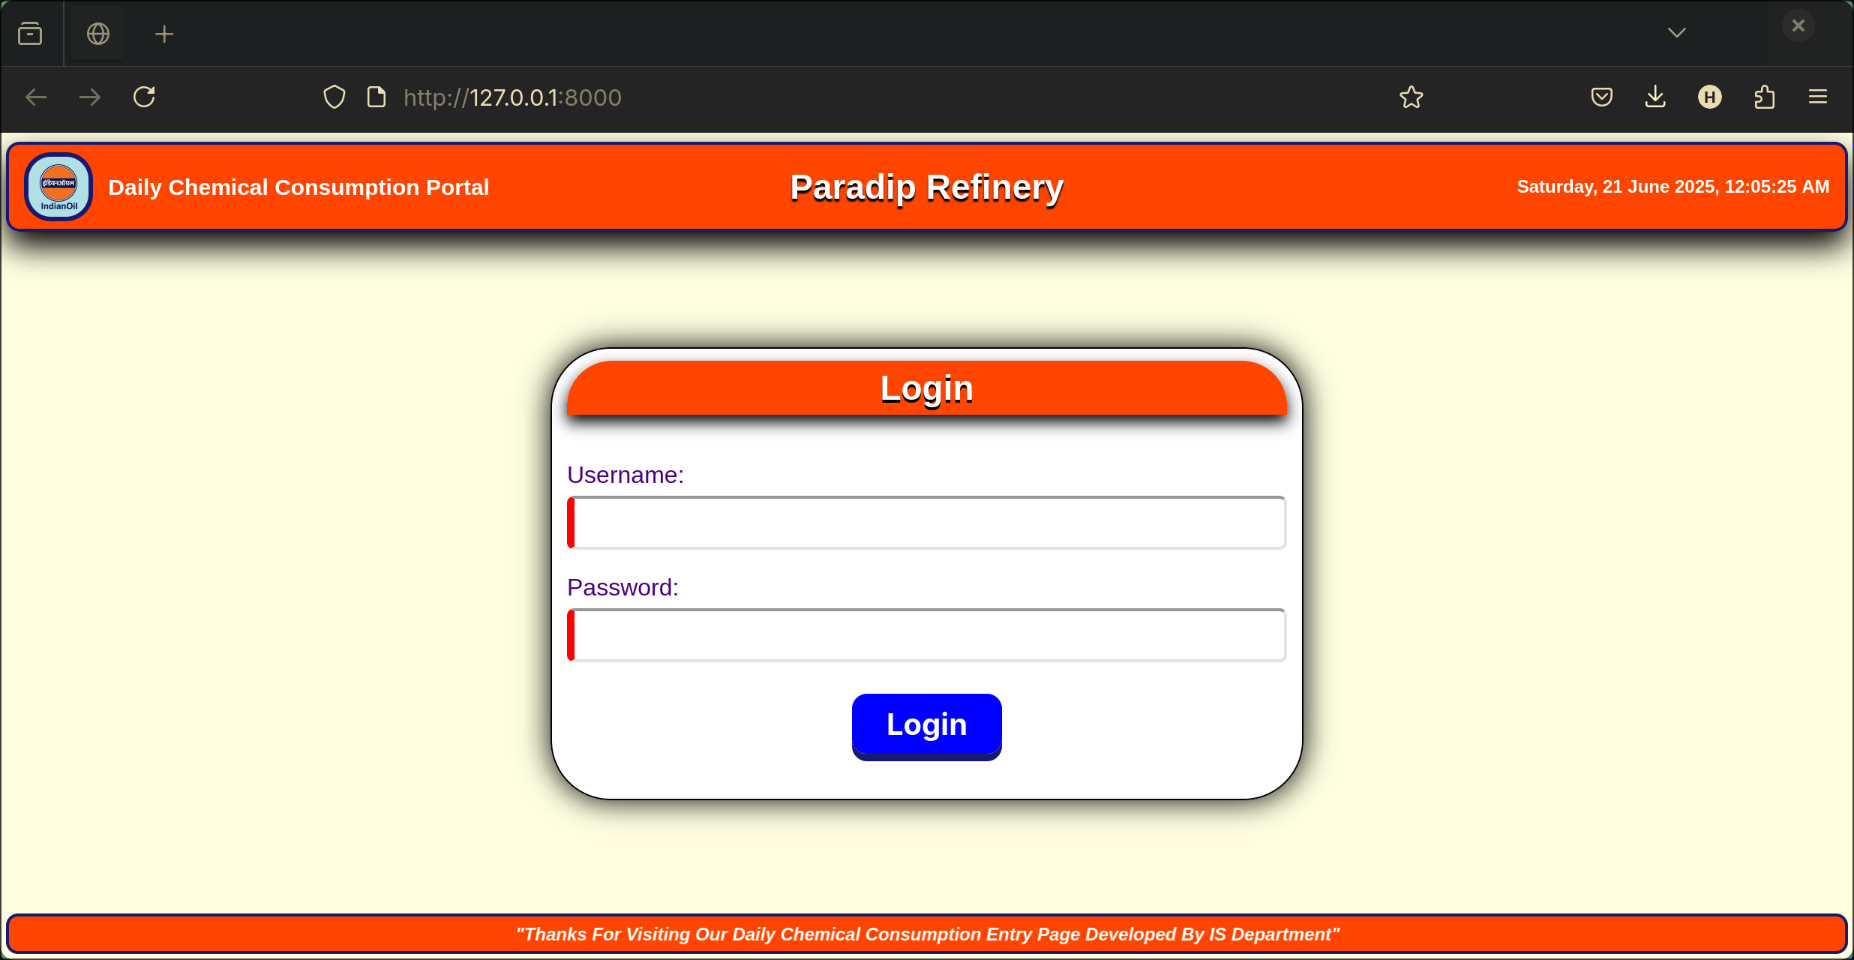 http://127.0.0.1:8000
H
इंडियनऑयल
IndianOil
Daily Chemical Consumption Portal
Paradip Refinery
Saturday, 21 June 2025, 12:05:25 AM
Login
Username:
Password:
Login
"Thanks For Visiting Our Daily Chemical Consumption Entry Page Developed By IS Department"